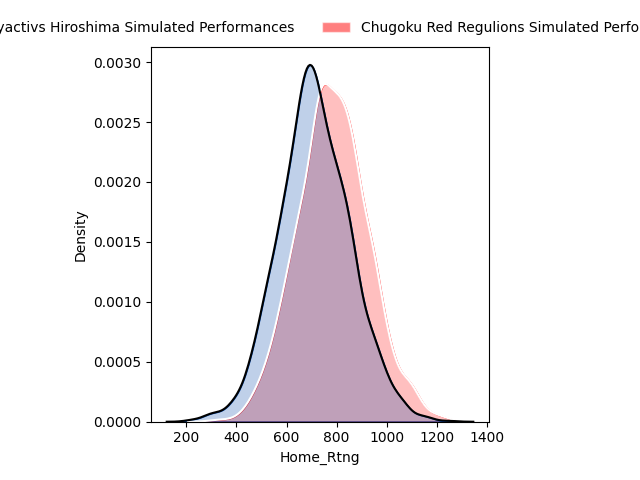 yactivs Hiroshima Simulated Performances
Chugoku Red Regulions Simulated Perfo
0.0030
0.0025
0.0020
0.0015
0.0010
0.0005
0.0000
Density
200 400 600 800 1000 1200 1400
Home_Rtng